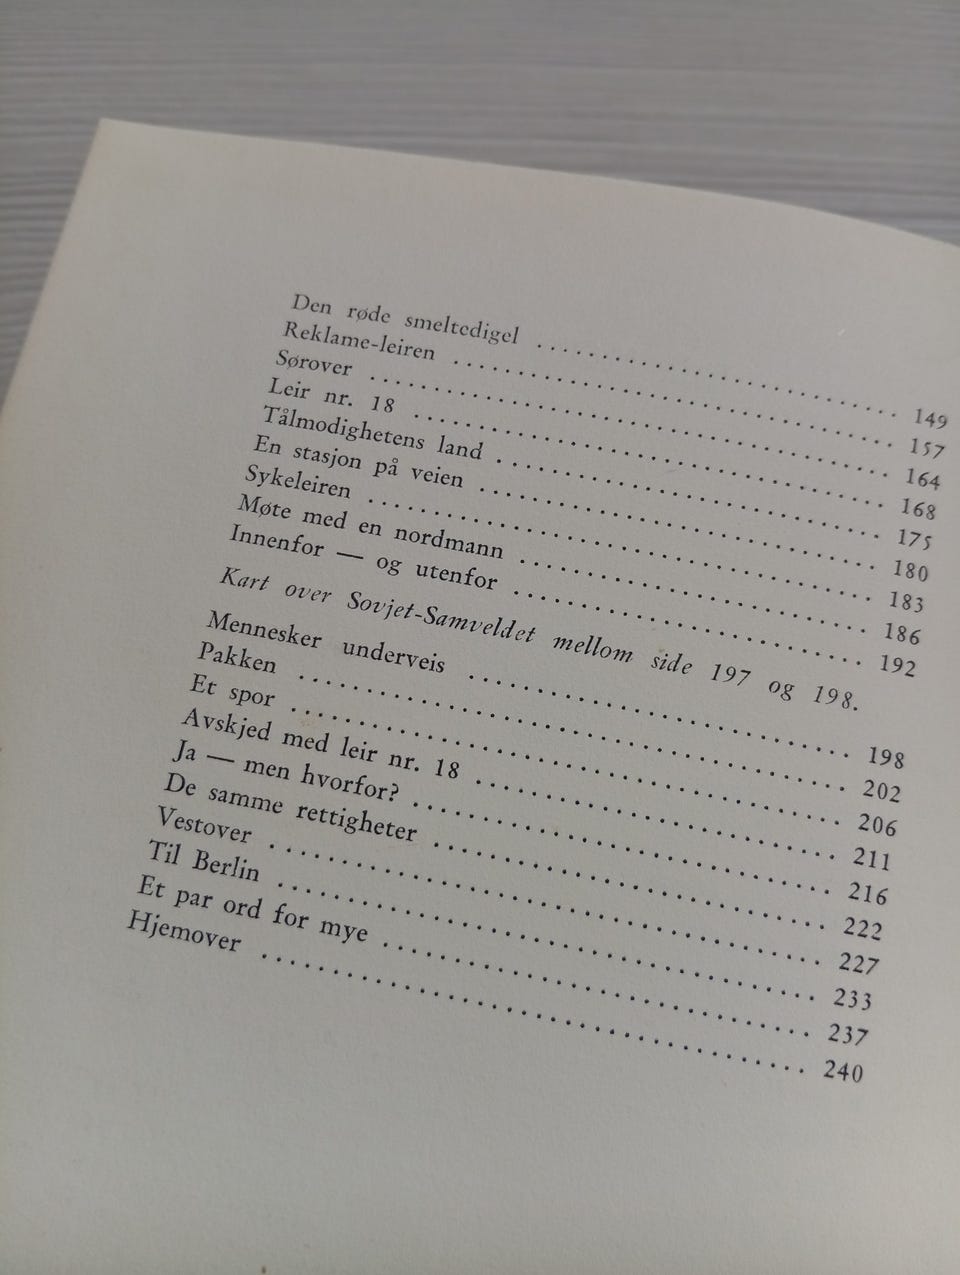 Den røde smeltedigel . . . . . . . . . . . . . . . . . . . . . . . 149
Reklame-leiren . . . . . . . . . . . . . . . . . . . . . . . . . . . . 157
Sørover . . . . . . . . . . . . . . . . . . . . . . . . . . . . . . . . . 164
Leir nr. 18 . . . . . . . . . . . . . . . . . . . . . . . . . . . . . . 168
Tålmodighetens land . . . . . . . . . . . . . . . . . . . . . . . . 175
En stasjon på veien . . . . . . . . . . . . . . . . . . . . . . . . . 180
Sykeleiren . . . . . . . . . . . . . . . . . . . . . . . . . . . . . . . 183
Møte med en nordmann . . . . . . . . . . . . . . . . . . . . . . 186
Innenfor — og utenfor . . . . . . . . . . . . . . . . . . . . . . 192
Kart over Sovjet-Samveldet mellom side 197 og 198.
Mennesker underveis . . . . . . . . . . . . . . . . . . . . . . . . 198
Pakken . . . . . . . . . . . . . . . . . . . . . . . . . . . . . . . . . 202
Et spor . . . . . . . . . . . . . . . . . . . . . . . . . . . . . . . . . 206
Avskjed med leir nr. 18 . . . . . . . . . . . . . . . . . . . . . . 211
Ja — men hvorfor? . . . . . . . . . . . . . . . . . . . . . . . . . 216
De samme rettigheter . . . . . . . . . . . . . . . . . . . . . . . 222
Vestover . . . . . . . . . . . . . . . . . . . . . . . . . . . . . . . . 227
Til Berlin . . . . . . . . . . . . . . . . . . . . . . . . . . . . . . . 233
Et par ord for mye . . . . . . . . . . . . . . . . . . . . . . . . . 237
Hjemover . . . . . . . . . . . . . . . . . . . . . . . . . . . . . . . 240